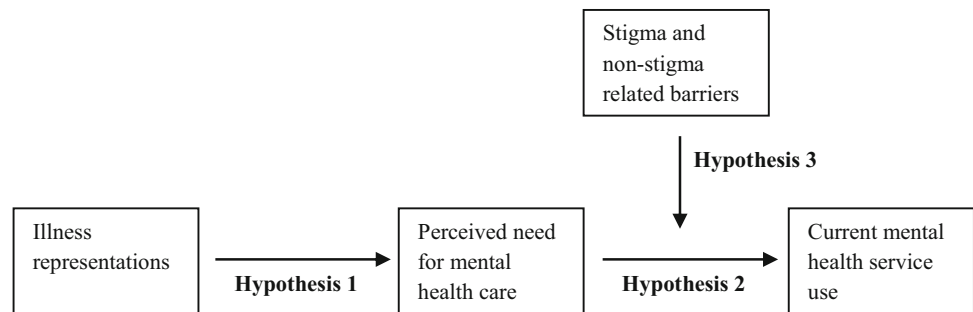 Stigma and
non-stigma
related barriers
Hypothesis 3
Illness
representations
Hypothesis 1
Perceived need
for mental
health care
Hypothesis 2
Current mental
health service
use